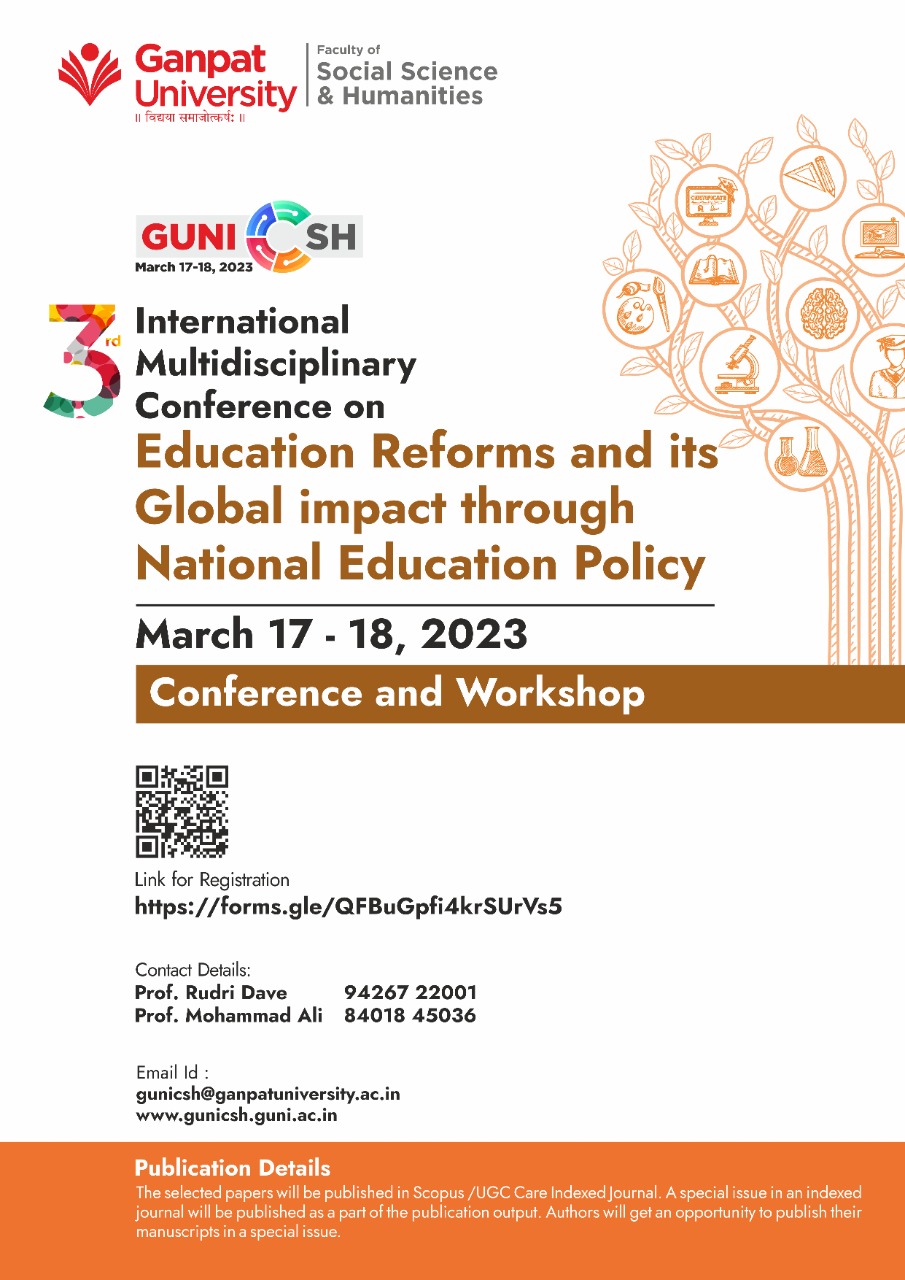 Ganpat
University
॥ विद्यया समाजोत्कर्षः ॥
Faculty of
Social Science
& Humanities
GUNI CSH
March 17-18, 2023
3rd
International
Multidisciplinary
Conference on
Education Reforms and its
Global impact through
National Education Policy
March 17 - 18, 2023
Conference and Workshop
CERTIFICATE
Link for Registration
https://forms.gle/QFBuGpfi4krSUrVs5
Contact Details:
Prof. Rudri Dave 94267 22001
Prof. Mohammad Ali 84018 45036
Email Id :
gunicsh@ganpatuniversity.ac.in
www.gunicsh.guni.ac.in
Publication Details
The selected papers will be published in Scopus /UGC Care Indexed Journal. A special issue in an indexed
journal will be published as a part of the publication output. Authors will get an opportunity to publish their
manuscripts in a special issue.